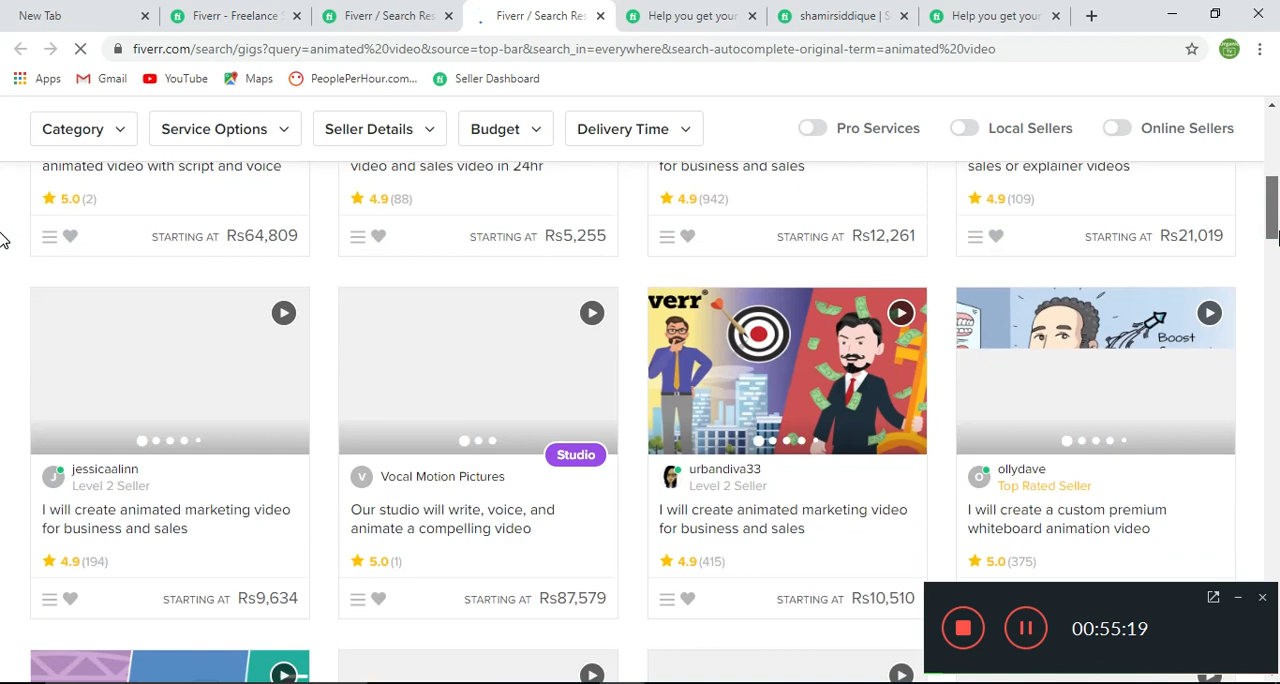 New Tab
Fiverr - Freelance S
Fiverr / Search Res
Fiverr / Search Res
Help you get your
shamirsiddique | S
Help you get your
fiverr.com/search/gigs?query=animated%20video&source=top-bar&search_in=everywhere&search-autocomplete-original-term=animated%20video
Apps
Gmail
YouTube
Maps
PeoplePerHour.com...
Seller Dashboard
Category
Service Options
Seller Details
Budget
Delivery Time
Pro Services
Local Sellers
Online Sellers
animated video with script and voice
video and sales video in 24hr
for business and sales
sales or explainer videos
5.0 (2)
4.9 (88)
4.9 (942)
4.9 (109)
STARTING AT Rs64,809
STARTING AT Rs5,255
STARTING AT Rs12,261
STARTING AT Rs21,019
verr
Boost
Studio
jessicaalinn
Level 2 Seller
Vocal Motion Pictures
urbandiva33
Level 2 Seller
ollydave
Top Rated Seller
I will create animated marketing video
for business and sales
Our studio will write, voice, and
animate a compelling video
I will create animated marketing video
for business and sales
I will create a custom premium
whiteboard animation video
4.9 (194)
5.0 (1)
4.9 (415)
5.0 (375)
STARTING AT Rs9,634
STARTING AT Rs87,579
STARTING AT Rs10,510
00:55:19